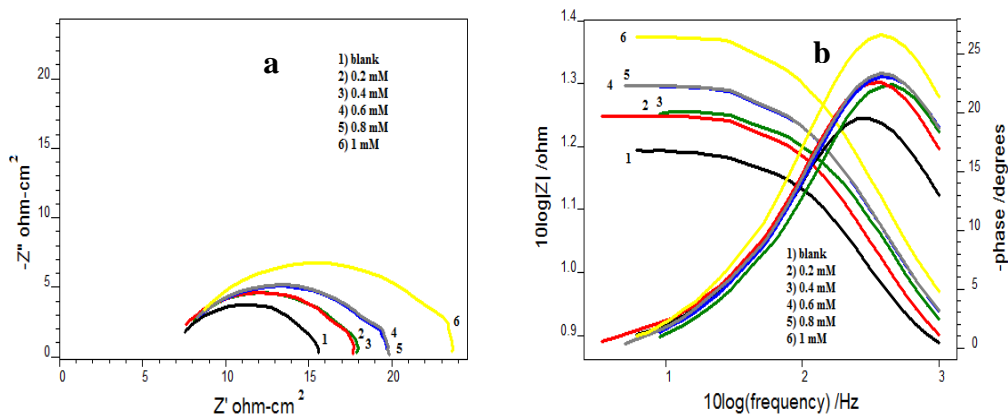 a
1) blank
2) 0.2 mM
3) 0.4 mM
4) 0.6 mM
5) 0.8 mM
6) 1 mM
-Z'' ohm-cm2
20
15
10
5
0
1
2
3
4
5
6
0 5 10 15 20 25
Z' ohm-cm2
b
10log|Z| /ohm
1.4
1.3
1.2
1.1
1.0
0.9
6
5
4
2 3
1
1) blank
2) 0.2 mM
3) 0.4 mM
4) 0.6 mM
5) 0.8 mM
6) 1 mM
1 2 3
10log(frequency) /Hz
25
20
15
10
5
0
-phase /degrees